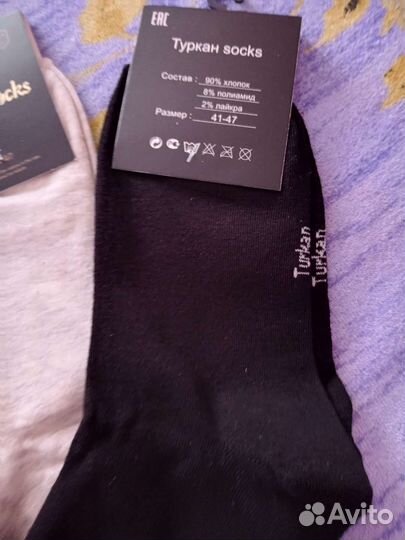 EAC
Туркан socks
Состав : 90% хлопок
8% полиамид
2% лайкра
Размер : 41-47
ocks
Turkan
Turkan
Avito